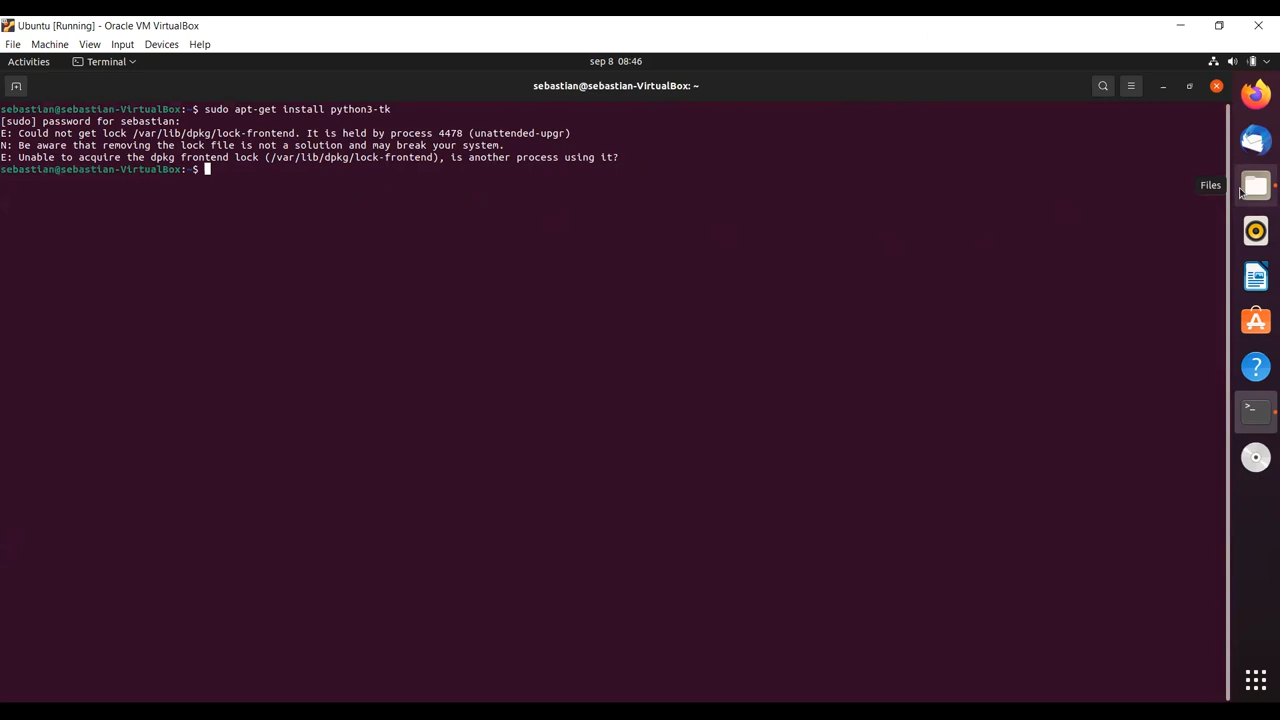 Ubuntu [Running] - Oracle VM VirtualBox
File Machine View Input Devices Help
Activities Terminal sep 8 08:46
sebastian@sebastian-VirtualBox: ~
sebastian@sebastian-VirtualBox:~$ sudo apt-get install python3-tk
[sudo] password for sebastian:
E: Could not get lock /var/lib/dpkg/lock-frontend. It is held by process 4478 (unattended-upgr)
N: Be aware that removing the lock file is not a solution and may break your system.
E: Unable to acquire the dpkg frontend lock (/var/lib/dpkg/lock-frontend), is another process using it?
sebastian@sebastian-VirtualBox:~$
Files